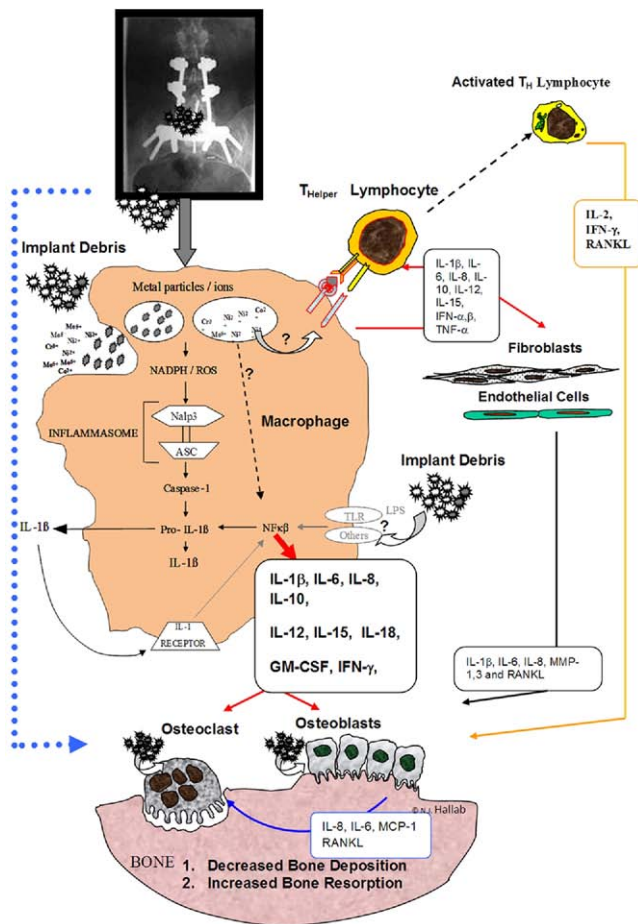 Activated TH Lymphocyte
THelper Lymphocyte
IL-2,
IFN-γ,
RANKL
Implant Debris
Metal particles / ions
IL-1β, IL-
6, IL-8, IL-
10, IL-12,
IL-15,
IFN-α,β,
TNF-α
?
NADPH / ROS
?
Fibroblasts
Endothelial Cells
Nalp3
INFLAMMASOME
ASC
Macrophage
Implant Debris
Caspase-1
TLR
LPS
Others
?
IL-1ß
Pro- IL-1ß
NFκβ
IL-1ß
IL-1
RECEPTOR
IL-1β, IL-6, IL-8,
IL-10,
IL-12, IL-15, IL-18,
GM-CSF, IFN-γ,
IL-1β, IL-6, IL-8, MMP-
1,3 and RANKL
Osteoclast
Osteoblasts
© N.J. Hallab
IL-8, IL-6, MCP-1
RANKL
BONE
1. Decreased Bone Deposition
2. Increased Bone Resorption